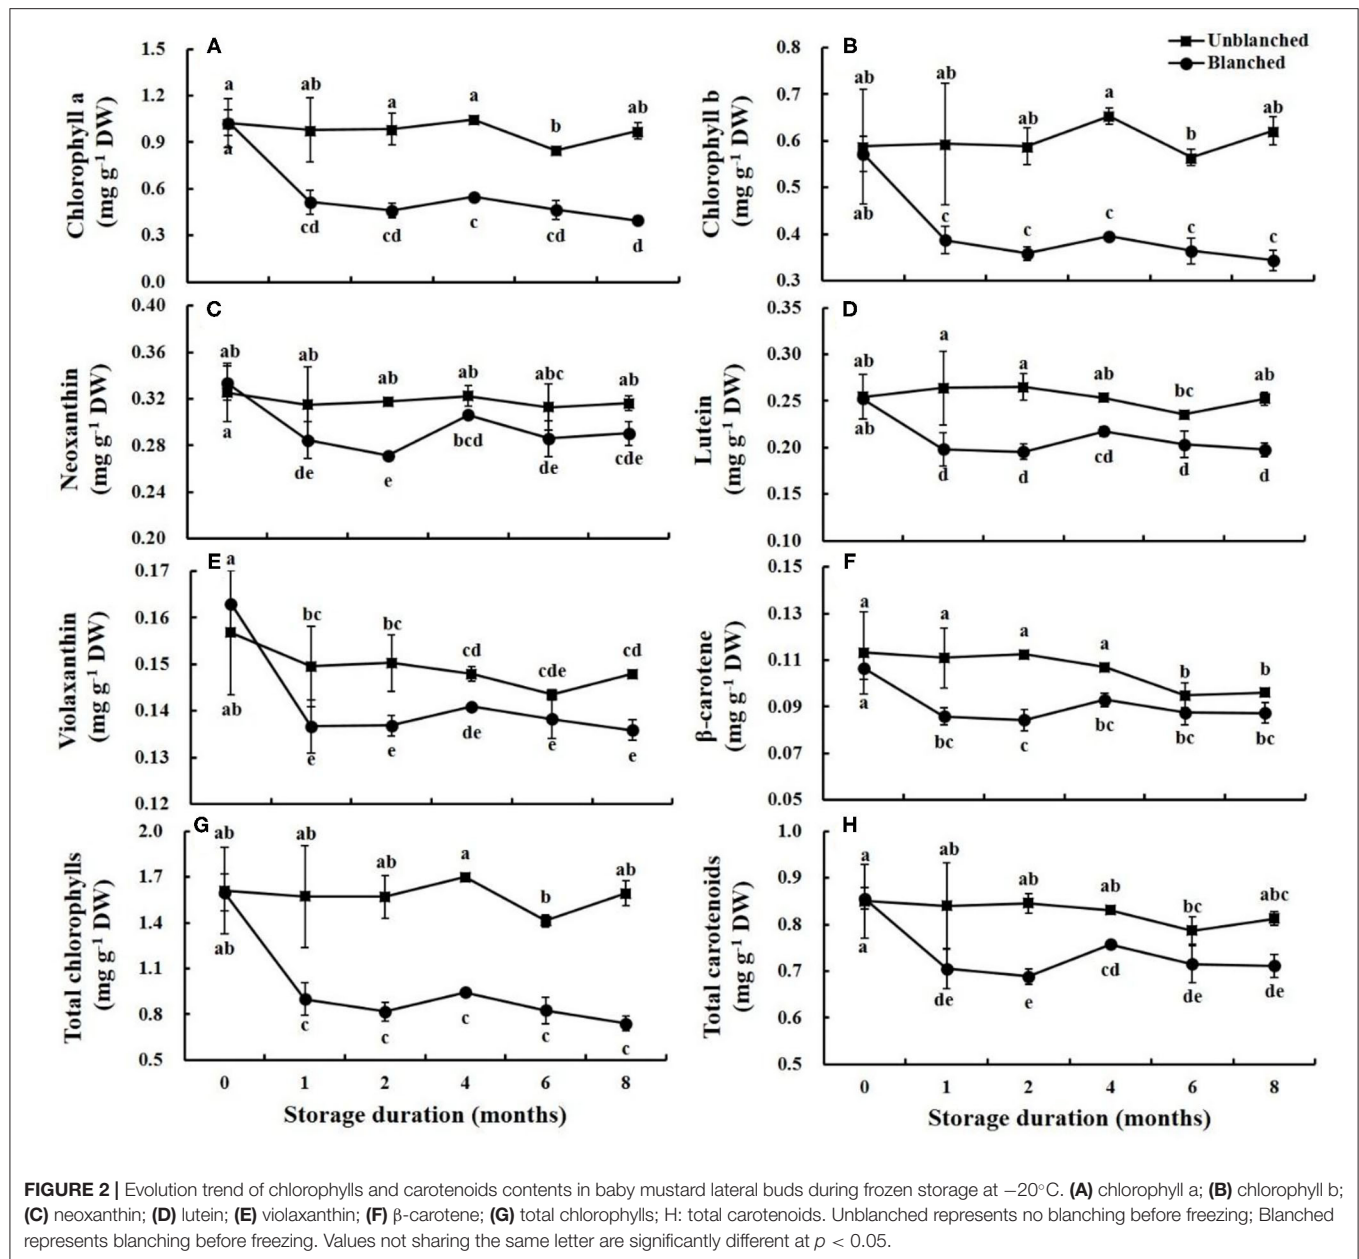 A
Chlorophyll a
(mg g⁻¹ DW)
1.5
1.2
0.9
0.6
0.3
0.0
a ab a a b ab
a
cd cd c cd d
B
Unblanched
Blanched
Chlorophyll b
(mg g⁻¹ DW)
0.8
0.7
0.6
0.5
0.4
0.3
ab ab ab a b ab
ab c c c c c
C
Neoxanthin
(mg g⁻¹ DW)
0.40
0.36
0.32
0.28
0.24
0.20
ab ab ab ab abc ab
a de e bcd de cde
D
Lutein
(mg g⁻¹ DW)
0.35
0.30
0.25
0.20
0.15
0.10
ab a a ab bc ab
ab d d cd d d
E
Violaxanthin
(mg g⁻¹ DW)
0.17
0.16
0.15
0.14
0.13
0.12
a bc bc cd cde cd
ab e e de e e
F
β-carotene
(mg g⁻¹ DW)
0.15
0.13
0.11
0.09
0.07
0.05
a a a a b b
a bc c bc bc bc
G
Total chlorophylls
(mg g⁻¹ DW)
2.0
1.7
1.4
1.1
0.8
0.5
ab ab ab a b ab
ab c c c c c
0 1 2 4 6 8
Storage duration (months)
H
Total carotenoids
(mg g⁻¹ DW)
1.0
0.9
0.8
0.7
0.6
0.5
a ab ab ab bc abc
a de e cd de de
0 1 2 4 6 8
Storage duration (months)
FIGURE 2 | Evolution trend of chlorophylls and carotenoids contents in baby mustard lateral buds during frozen storage at −20°C. (A) chlorophyll a; (B) chlorophyll b;
(C) neoxanthin; (D) lutein; (E) violaxanthin; (F) β-carotene; (G) total chlorophylls; H: total carotenoids. Unblanched represents no blanching before freezing; Blanched
represents blanching before freezing. Values not sharing the same letter are significantly different at p < 0.05.